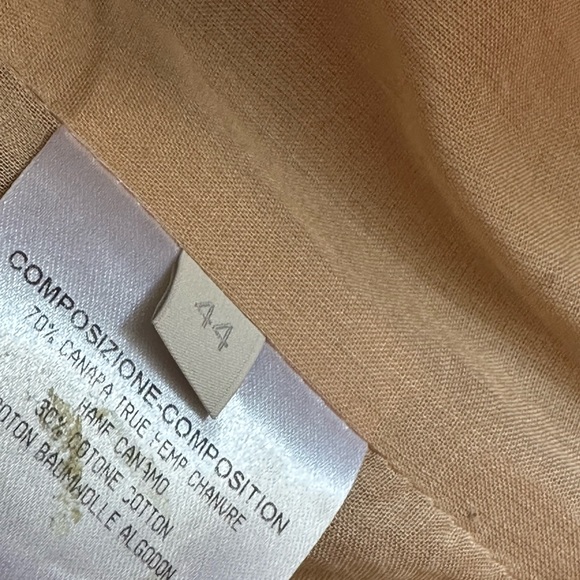 44
COMPOSIZIONE-COMPOSITION
70% CANAPA TRUE HEMP CHANVRE
HANF CANAMO
30% COTONE COTTON
COTON BAUMWOLLE ALGODON